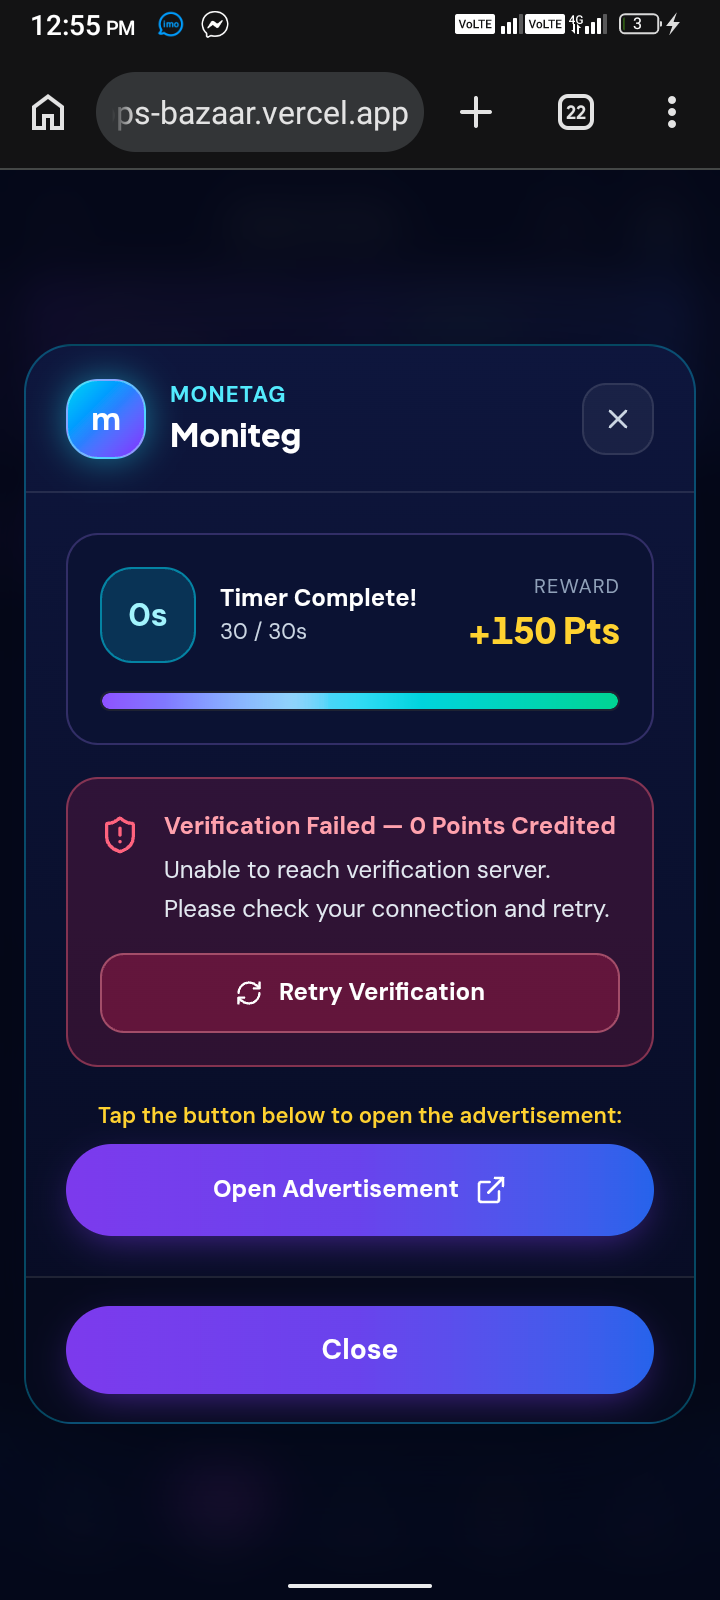 12:55 PM imo VoLTE VoLTE 4G 3
ps-bazaar.vercel.app 22
m
MONETAG
Moniteg
0s
Timer Complete!
30 / 30s
REWARD
+150 Pts
Verification Failed — 0 Points Credited
Unable to reach verification server.
Please check your connection and retry.
Retry Verification
Tap the button below to open the advertisement:
Open Advertisement
Close